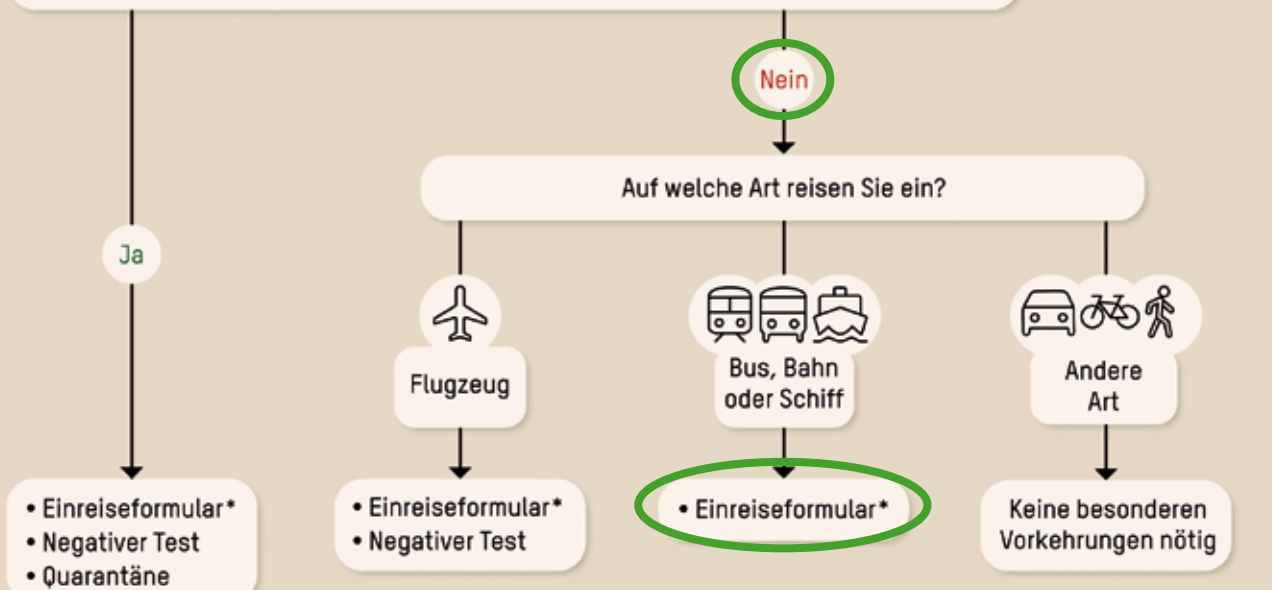 Nein
Auf welche Art reisen Sie ein?
Ja
Flugzeug
Bus, Bahn
oder Schiff
Andere
Art
• Einreiseformular*
• Negativer Test
• Quarantäne
• Einreiseformular*
• Negativer Test
• Einreiseformular*
Keine besonderen
Vorkehrungen nötig